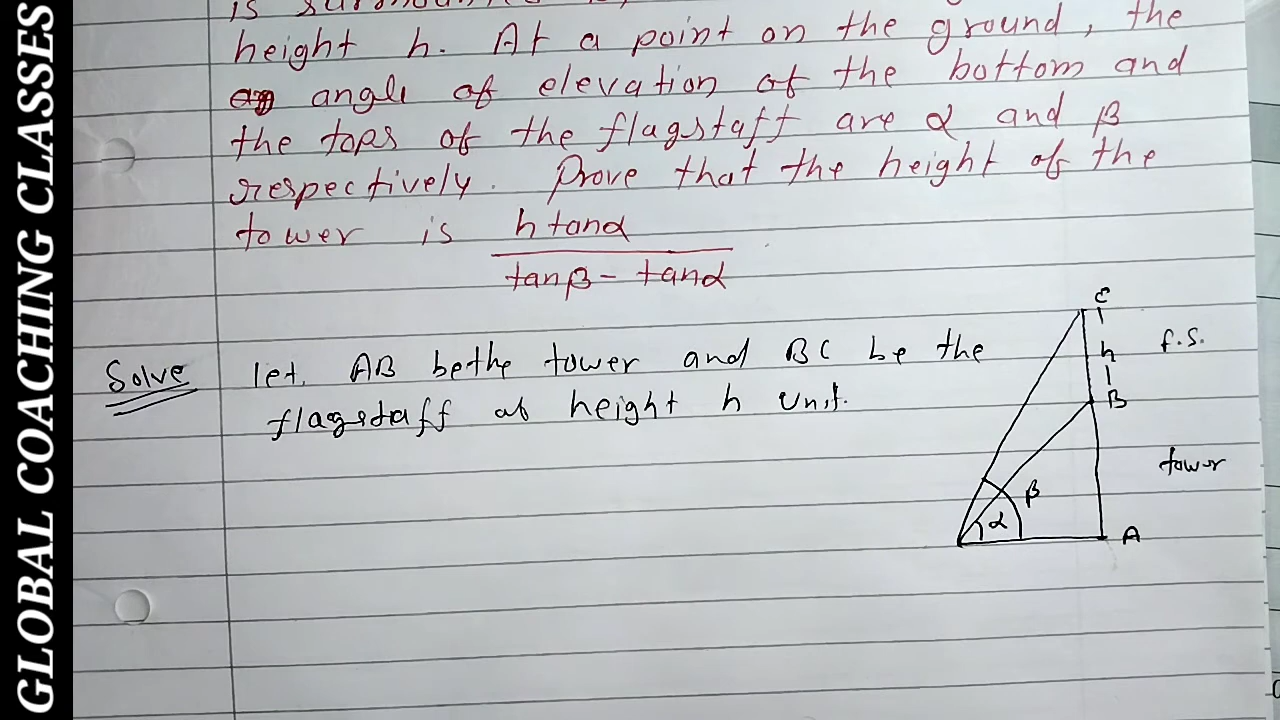 GLOBAL COACHING CLASSES
is
height h. At a point on the ground, the
angle of elevation of the bottom and
the tops of the flagstaff are α and β
respectively. Prove that the height of the
tower is h tanα
tanβ - tanα
Solve let. AB be the tower and BC be the
flagstaff of height h unit.
C
h f.s.
B
tower
β
α
A